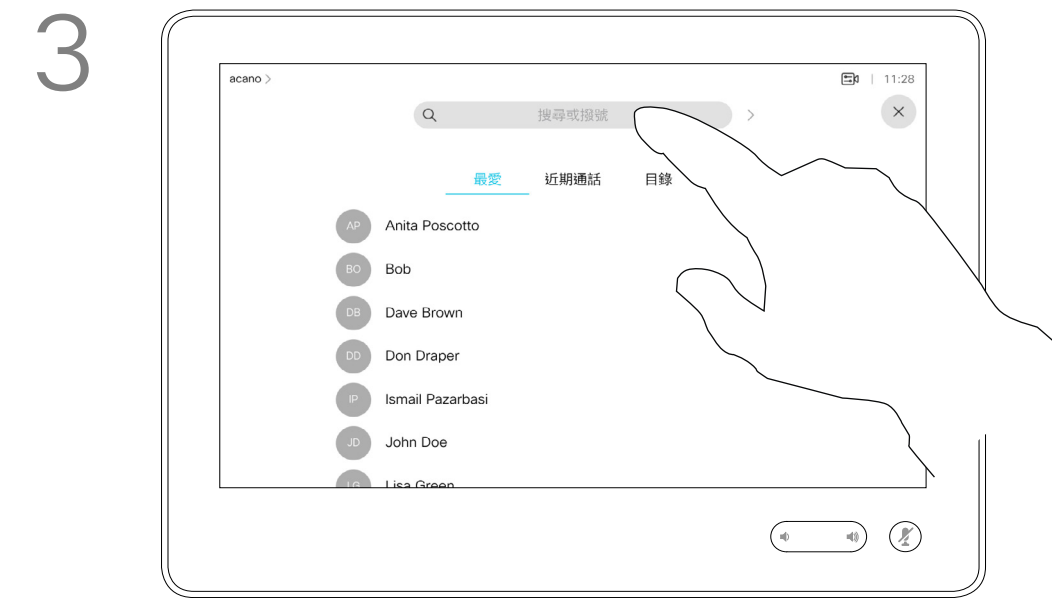 3
acano >
11:28
搜尋或撥號
最愛 近期通話 目錄
AP Anita Poscotto
BO Bob
DB Dave Brown
DD Don Draper
IP Ismail Pazarbasi
JD John Doe
LG Lisa Green